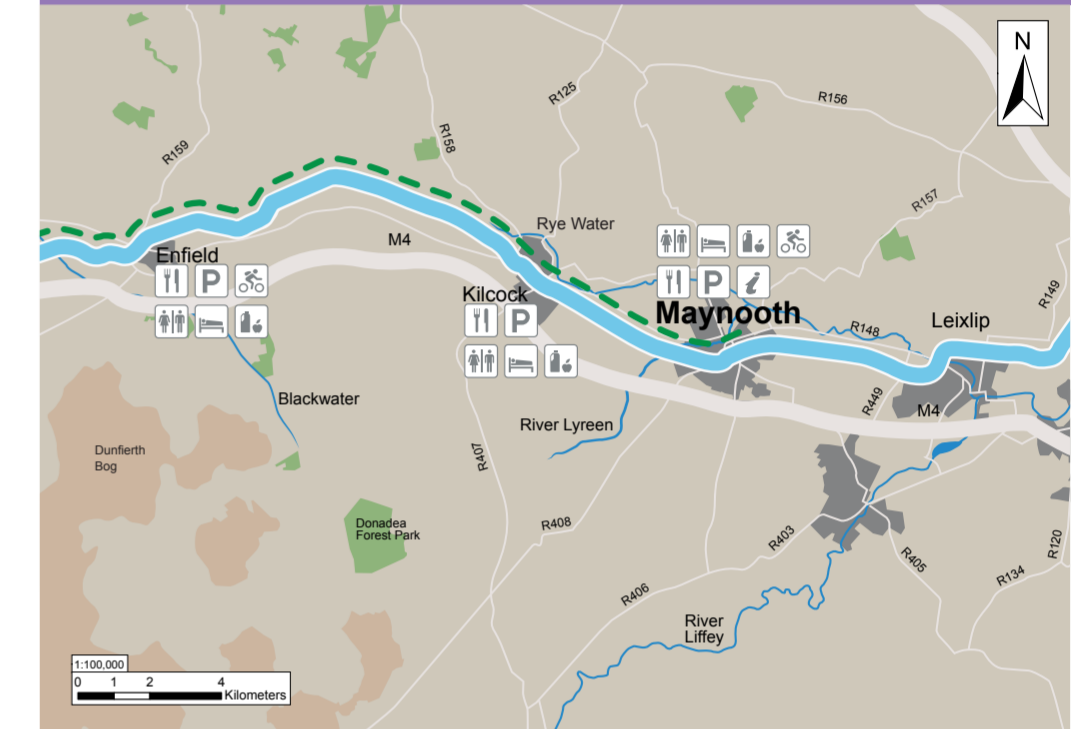 N
R125
R156
R158
R159
R157
Rye Water
M4
Enfield
P
Kilcock
P
P
i
Maynooth
R149
R148
Leixlip
R449
M4
Blackwater
River Lyreen
Dunfierth
Bog
R407
Donadea
Forest Park
R408
R403
R405
R120
R134
R406
River
Liffey
1:100,000
0 1 2 4
Kilometers